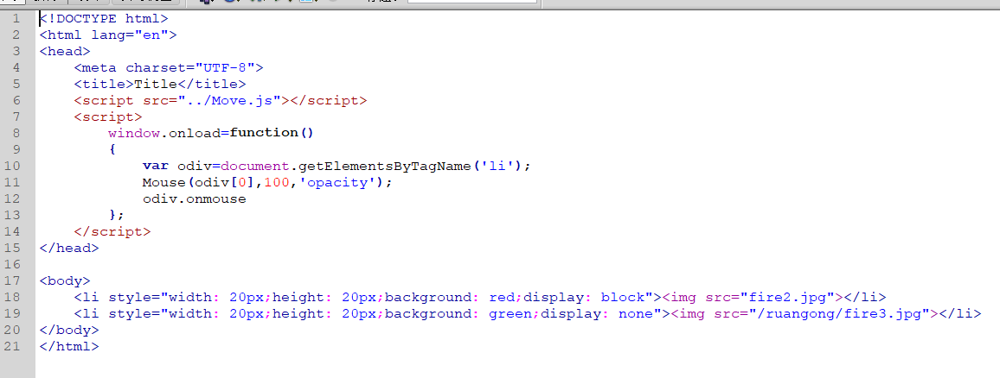 1 <!DOCTYPE html>
2 <html lang="en">
3 <head>
4     <meta charset="UTF-8">
5     <title>Title</title>
6     <script src="../Move.js"></script>
7     <script>
8         window.onload=function()
9         {
10             var odiv=document.getElementsByTagName('li');
11             Mouse(odiv[0],100,'opacity');
12             odiv.onmouse
13         };
14     </script>
15 </head>
16
17 <body>
18     <li style="width: 20px;height: 20px;background: red;display: block"><img src="fire2.jpg"></li>
19     <li style="width: 20px;height: 20px;background: green;display: none"><img src="/ruangong/fire3.jpg"></li>
20 </body>
21 </html>